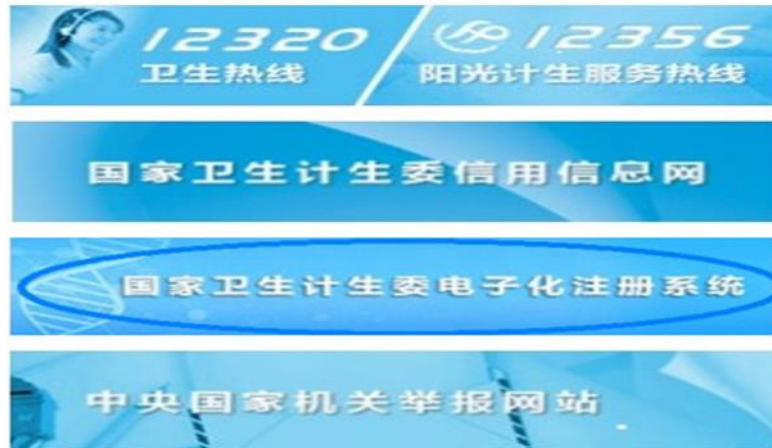 12320
卫生热线
12356
阳光计生服务热线
国家卫生计生委信用信息网
国家卫生计生委电子化注册系统
中央国家机关举报网站